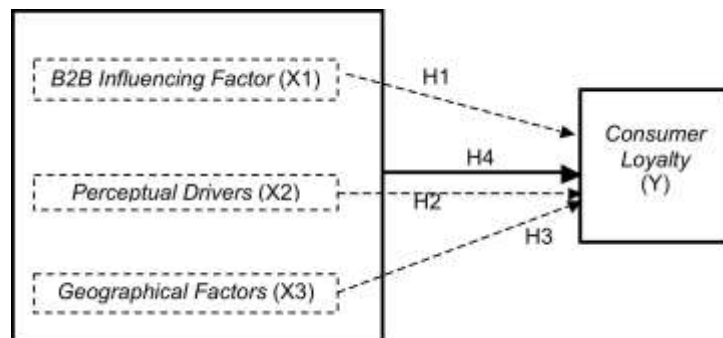 B2B Influencing Factor (X1)
H1
Consumer
Loyalty
(Y)
H4
Perceptual Drivers (X2)
H2
H3
Geographical Factors (X3)